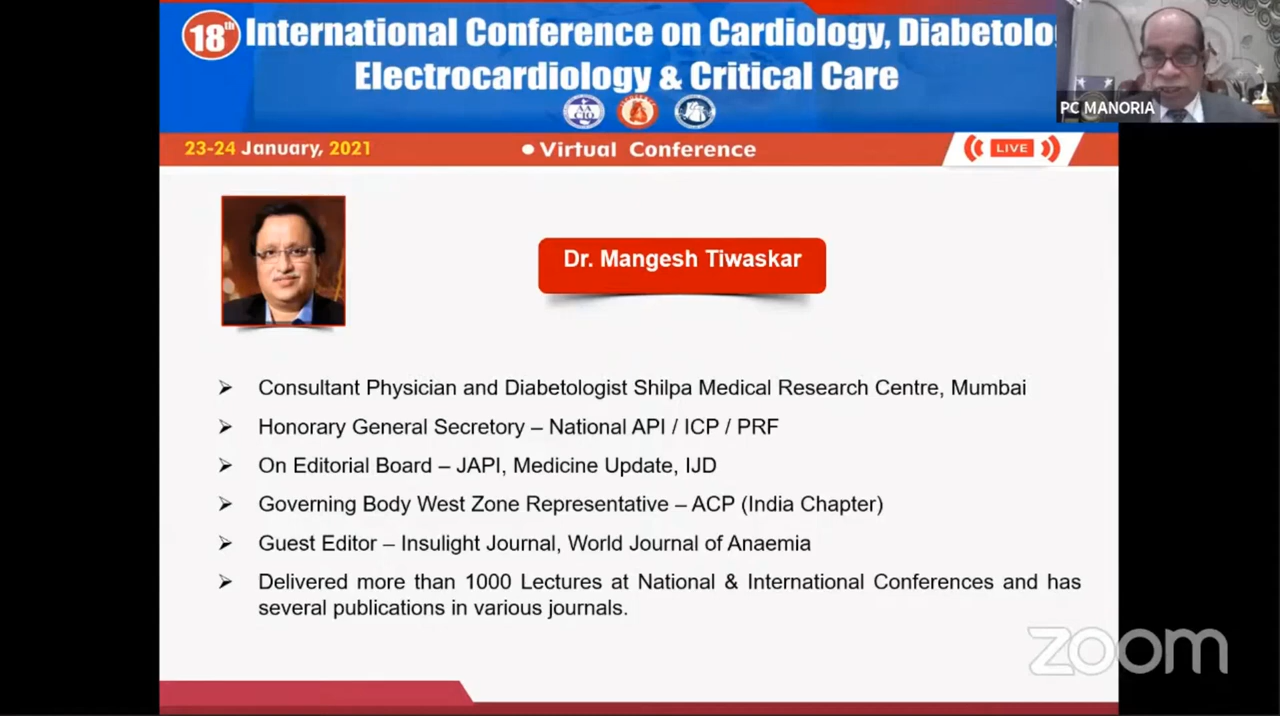 18th International Conference on Cardiology, Diabetolo
Electrocardiology & Critical Care
PC MANORIA
23-24 January, 2021
● Virtual Conference
LIVE
Dr. Mangesh Tiwaskar
➢ Consultant Physician and Diabetologist Shilpa Medical Research Centre, Mumbai
➢ Honorary General Secretary – National API / ICP / PRF
➢ On Editorial Board – JAPI, Medicine Update, IJD
➢ Governing Body West Zone Representative – ACP (India Chapter)
➢ Guest Editor – Insulight Journal, World Journal of Anaemia
➢ Delivered more than 1000 Lectures at National & International Conferences and has
several publications in various journals.
zoom